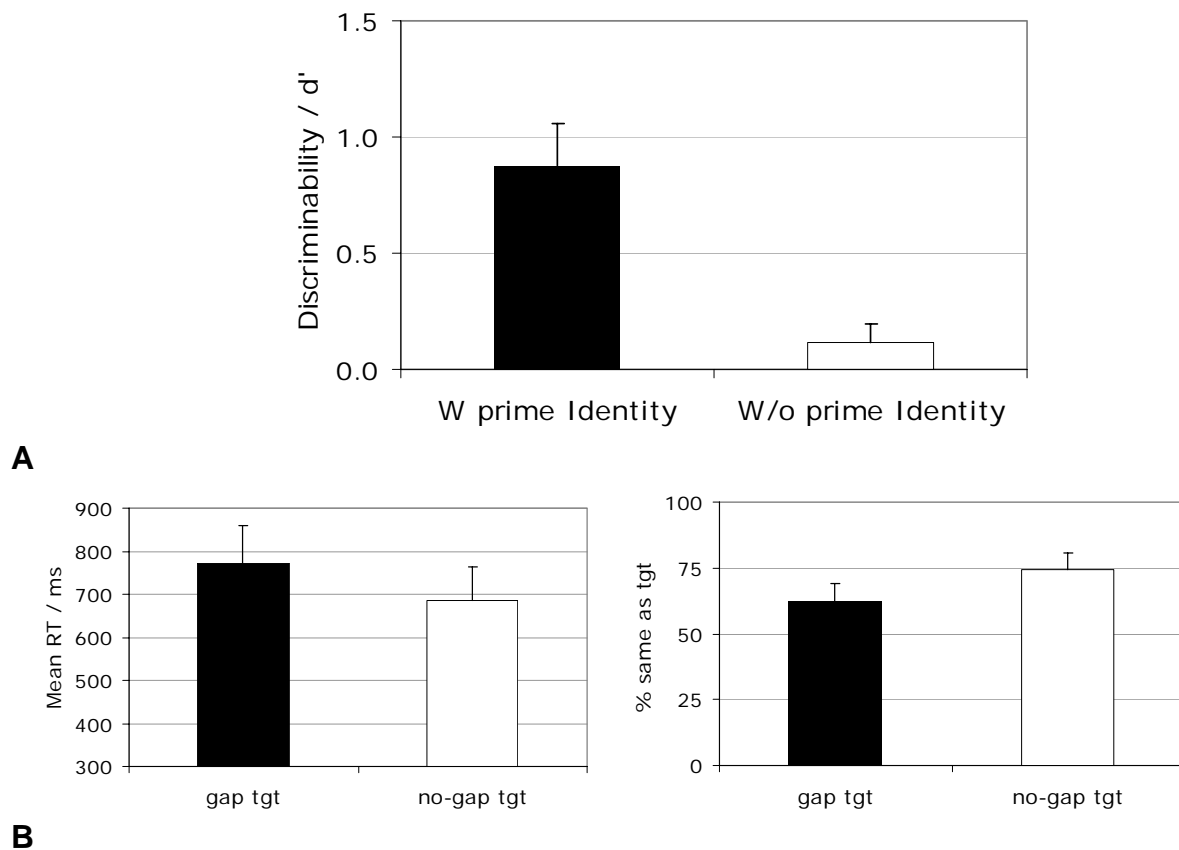 1.5
1.0
0.5
0.0
Discriminability / d'
W prime Identity
W/o prime Identity
A
900
800
700
600
500
400
300
Mean RT / ms
gap tgt
no-gap tgt
100
75
50
25
0
% same as tgt
gap tgt
no-gap tgt
B